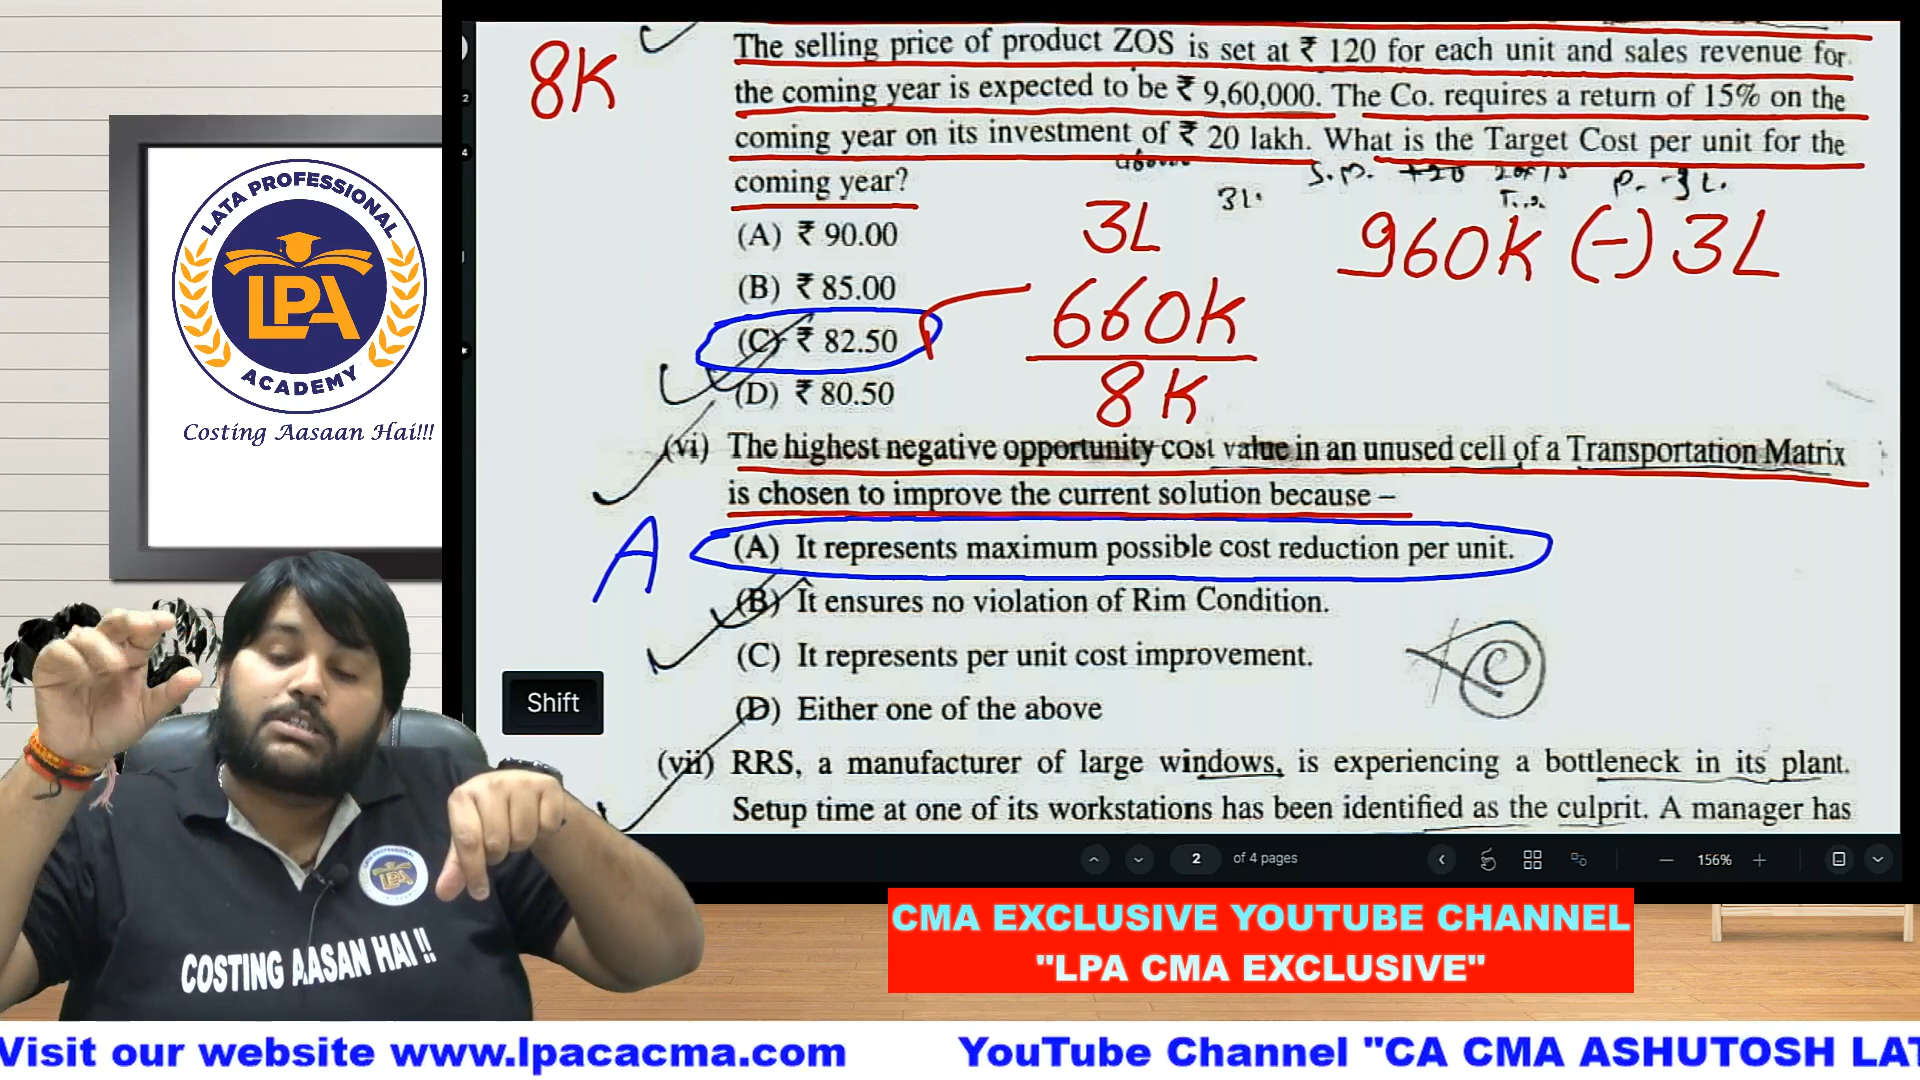 8K
The selling price of product ZOS is set at ₹ 120 for each unit and sales revenue for
the coming year is expected to be ₹ 9,60,000. The Co. requires a return of 15% on the
coming year on its investment of ₹ 20 lakh. What is the Target Cost per unit for the
coming year?
3L.
(A) ₹ 90.00
3L
960K (-) 3L
(B) ₹ 85.00
660K
(C) ₹ 82.50
8K
(D) ₹ 80.50
(vi) The highest negative opportunity cost value in an unused cell of a Transportation Matrix
is chosen to improve the current solution because –
A
(A) It represents maximum possible cost reduction per unit.
(B) It ensures no violation of Rim Condition.
(C) It represents per unit cost improvement.
(D) Either one of the above
(vii) RRS, a manufacturer of large windows, is experiencing a bottleneck in its plant.
Setup time at one of its workstations has been identified as the culprit. A manager has
Shift
2 of 4 pages
156%
LATA PROFESSIONAL
LPA
ACADEMY
Costing Aasaan Hai!!!
LPA
COSTING AASAN HAI !!
CMA EXCLUSIVE YOUTUBE CHANNEL
"LPA CMA EXCLUSIVE"
Visit our website www.lpacacma.com YouTube Channel "CA CMA ASHUTOSH LAT